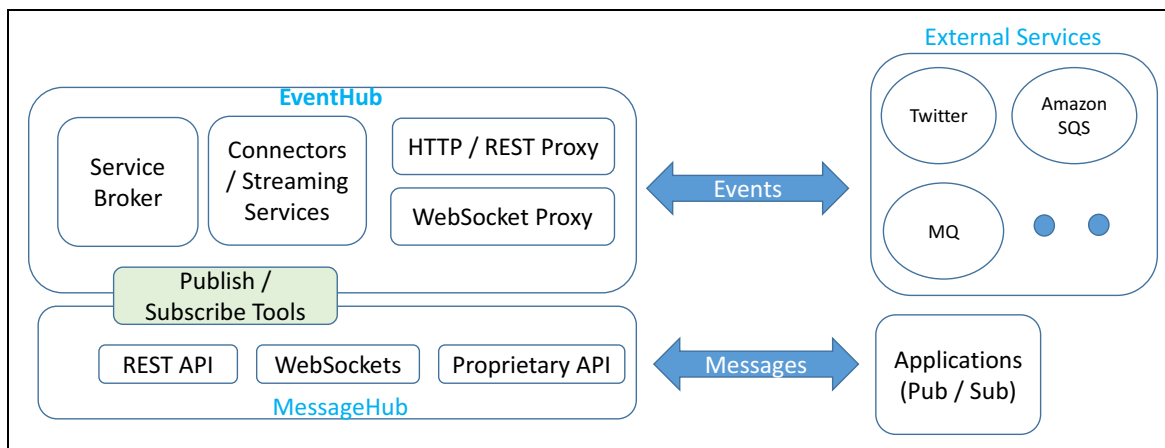 External Services
EventHub
Service
Broker
Connectors
/ Streaming
Services
HTTP / REST Proxy
WebSocket Proxy
Events
Twitter
Amazon
SQS
MQ
Publish /
Subscribe Tools
REST API
WebSockets
Proprietary API
MessageHub
Messages
Applications
(Pub / Sub)